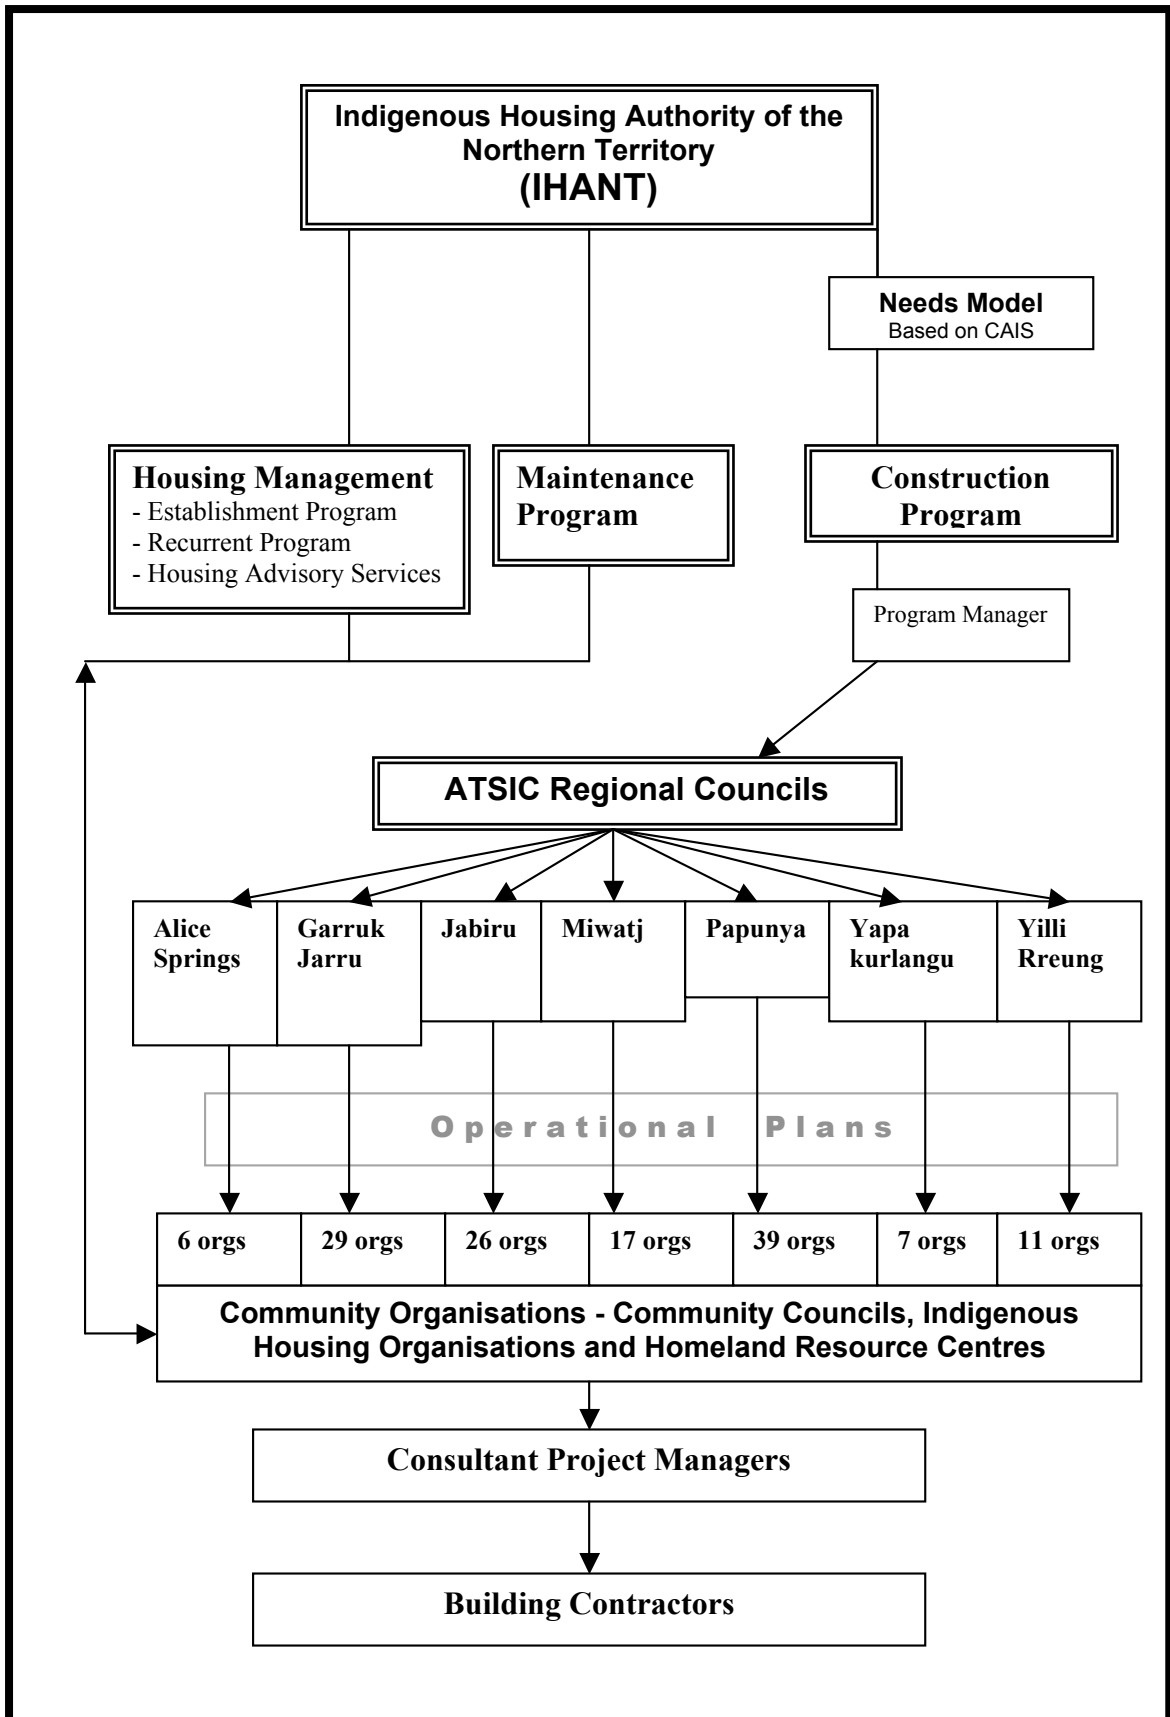 Indigenous Housing Authority of the
Northern Territory
(IHANT)
Needs Model
Based on CAIS
Housing Management
- Establishment Program
- Recurrent Program
- Housing Advisory Services
Maintenance
Program
Construction
Program
Program Manager
ATSIC Regional Councils
Alice
Springs
Garruk
Jarru
Jabiru
Miwatj
Papunya
Yapa
kurlangu
Yilli
Rreung
Operational Plans
6 orgs
29 orgs
26 orgs
17 orgs
39 orgs
7 orgs
11 orgs
Community Organisations - Community Councils, Indigenous
Housing Organisations and Homeland Resource Centres
Consultant Project Managers
Building Contractors